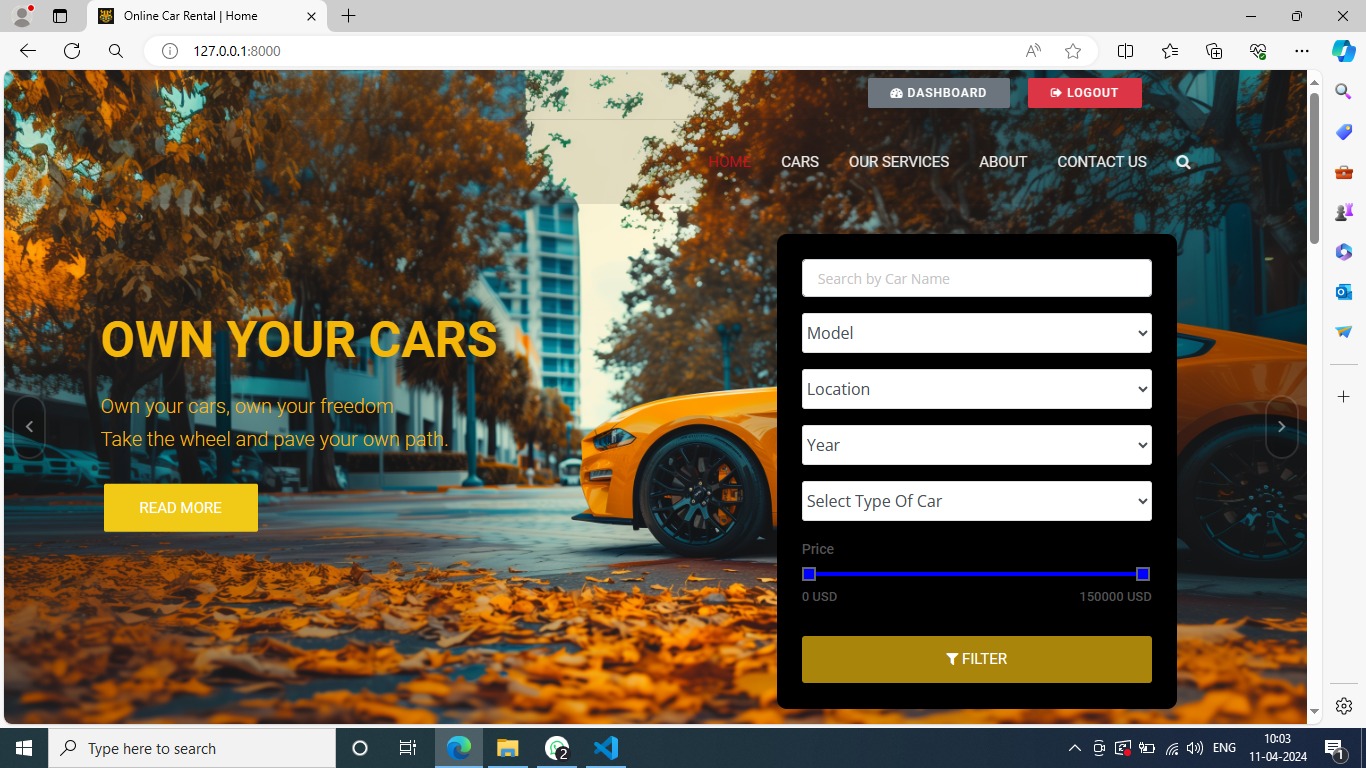 Online Car Rental | Home
127.0.0.1:8000
DASHBOARD
LOGOUT
HOME
CARS
OUR SERVICES
ABOUT
CONTACT US
Search by Car Name
Model
Location
Year
Select Type Of Car
Price
0 USD
150000 USD
FILTER
OWN YOUR CARS
Own your cars, own your freedom
Take the wheel and pave your own path.
READ MORE
Type here to search
2
ENG
10:03
11-04-2024
1